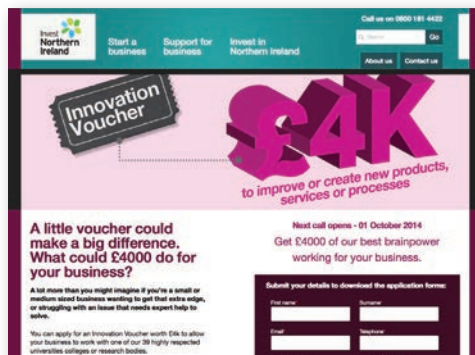 Call us on 0800 181 4422
Invest
Northern
Ireland
Start a
business
Support for
business
Invest in
Northern Ireland
Search
Go
About us
Contact us
Innovation
Voucher
£4K
to improve or create new products,
services or processes
A little voucher could
make a big difference.
What could £4000 do for
your business?
A lot more than you might imagine if you're a small or
medium sized business wanting to get that extra edge,
or struggling with an issue that needs expert help to
solve.
You can apply for an Innovation Voucher worth £4k to allow
your business to work with one of our 39 highly respected
universities colleges or research bodies.
Next call opens - 01 October 2014
Get £4000 of our best brainpower
working for your business.
Submit your details to download the application forms:
First name
Surname
Email
Telephone